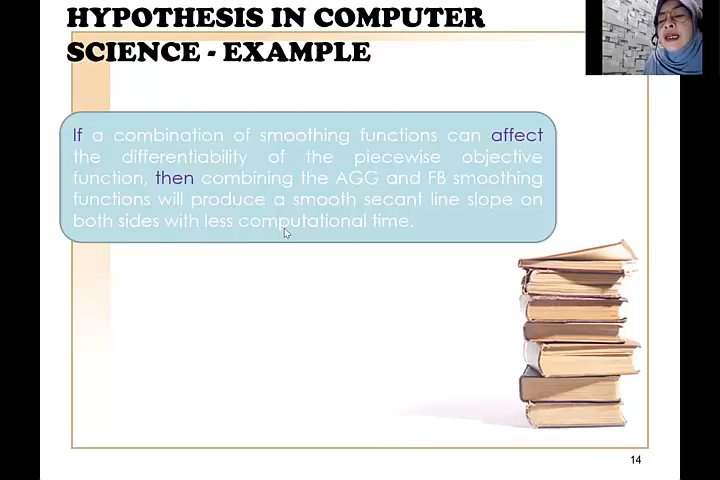 HYPOTHESIS IN COMPUTER
SCIENCE - EXAMPLE
If a combination of smoothing functions can affect
the differentiability of the piecewise objective
function, then combining the AGG and FB smoothing
functions will produce a smooth secant line slope on
both sides with less computational time.
14